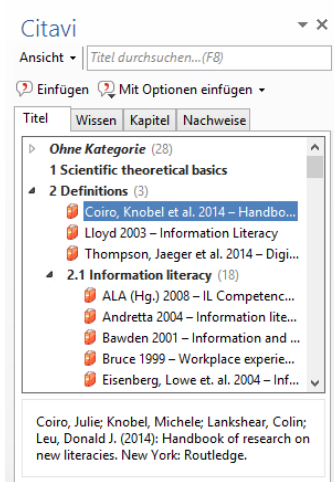 Citavi
Ansicht Titel durchsuchen...(F8)
Einfügen Mit Optionen einfügen
Titel Wissen Kapitel Nachweise
Ohne Kategorie (28)
1 Scientific theoretical basics
2 Definitions (3)
Coiro, Knobel et al. 2014 – Handbo...
Lloyd 2003 – Information Literacy
Thompson, Jaeger et al. 2014 – Digi...
2.1 Information literacy (18)
ALA (Hg.) 2008 – IL Competenc...
Andretta 2004 – Information lite...
Bawden 2001 – Information and ...
Bruce 1999 – Workplace experie...
Eisenberg, Lowe et. al. 2004 – Inf...
Coiro, Julie; Knobel, Michele; Lankshear, Colin;
Leu, Donald J. (2014): Handbook of research on
new literacies. New York: Routledge.